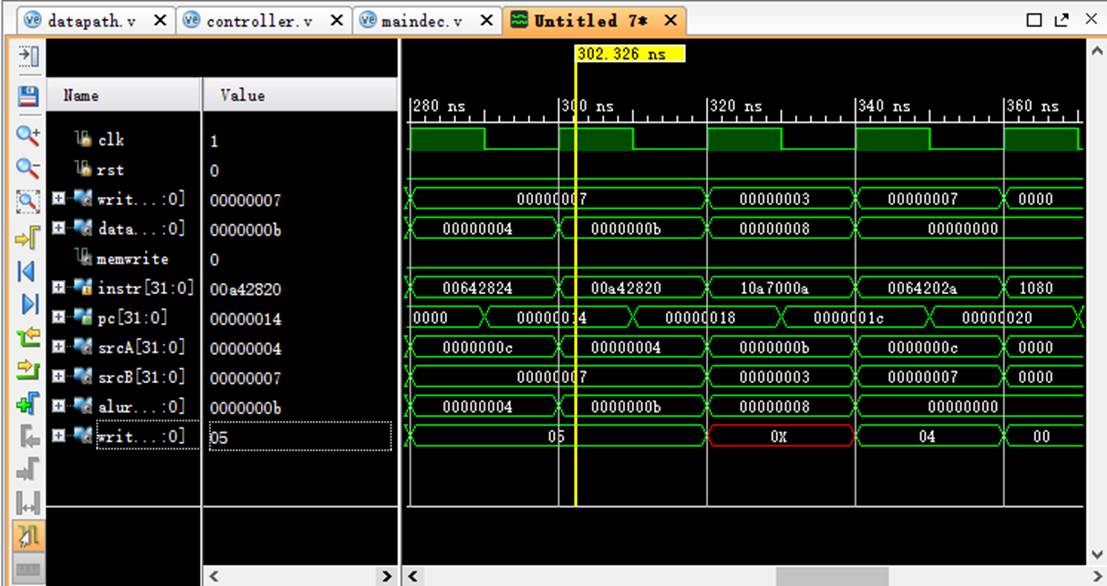 datapath.v × controller.v × maindec.v × Untitled 7* ×
302.326 ns
Name Value
280 ns 300 ns 320 ns 340 ns 360 ns
clk 1
rst 0
writ...:0] 00000007 00000007 00000003 00000007 0000
data...:0] 0000000b 00000004 0000000b 00000008 00000000
memwrite 0
instr[31:0] 00a42820 00642824 00a42820 10a7000a 0064202a 1080
pc[31:0] 00000014 0000 00000014 00000018 0000001c 00000020
srcA[31:0] 00000004 0000000c 00000004 0000000b 0000000c 0000
srcB[31:0] 00000007 00000007 00000003 00000007 0000
alur...:0] 0000000b 00000004 0000000b 00000008 00000000
writ...:0] 05 05 0X 04 00